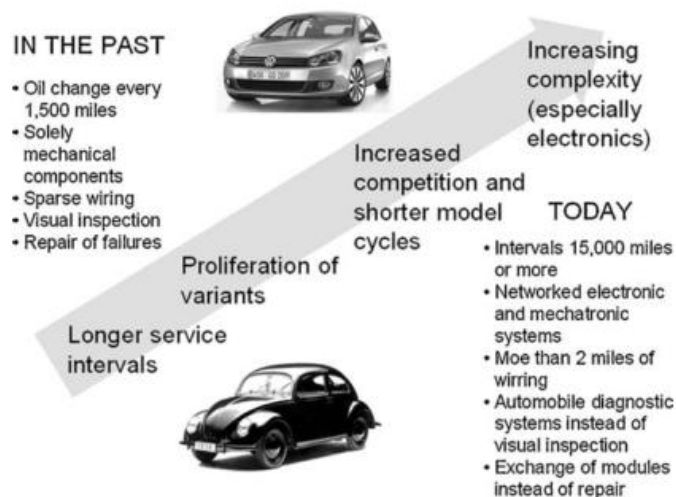 IN THE PAST
• Oil change every
1,500 miles
• Solely
mechanical
components
• Sparse wiring
• Visual inspection
• Repair of failures
Increasing
complexity
(especially
electronics)
Increased
competition and
shorter model
cycles
Proliferation of
variants
Longer service
intervals
TODAY
• Intervals 15,000 miles
or more
• Networked electronic
and mechatronic
systems
• Moe than 2 miles of
wirring
• Automobile diagnostic
systems instead of
visual inspection
• Exchange of modules
instead of repair